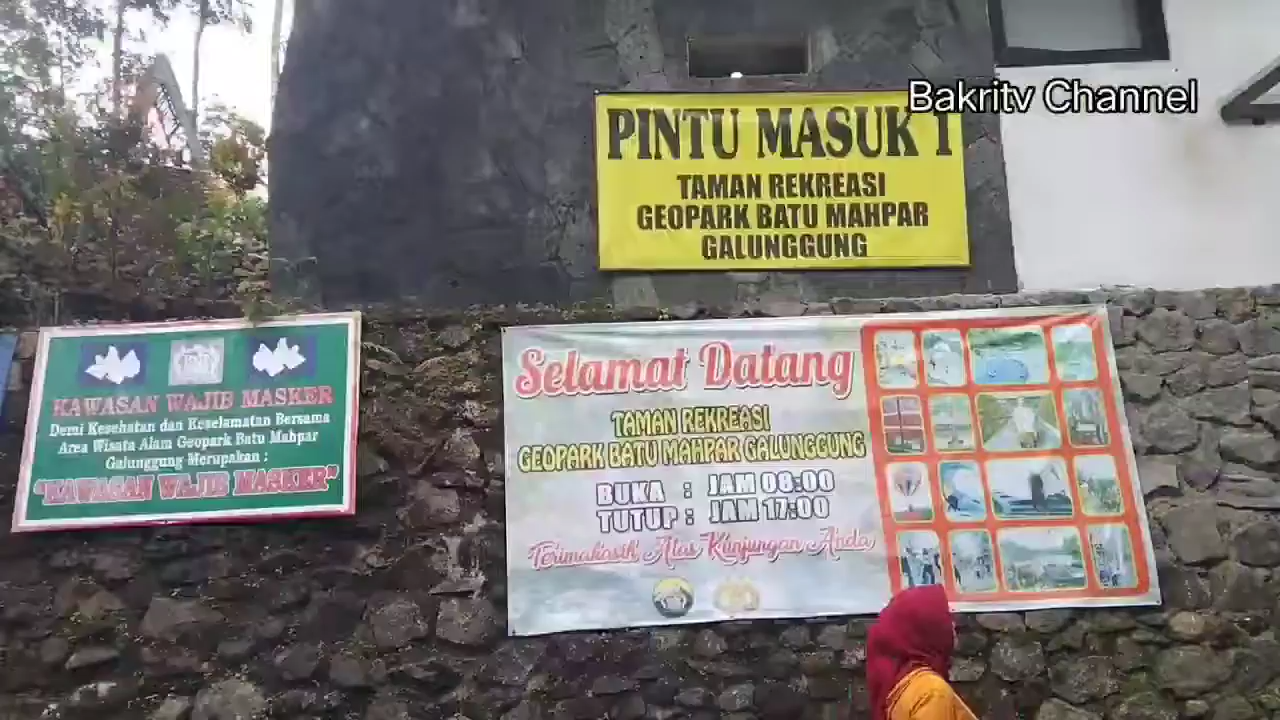 Bakritv Channel
PINTU MASUK 1
TAMAN REKREASI
GEOPARK BATU MAHPAR
GALUNGGUNG
KAWASAN WAJIB MASKER
Demi Kesehatan dan Keselamatan Bersama
Area Wisata Alam Geopark Batu Mahpar
Galunggung Merupakan :
"KAWASAN WAJIB MASKER"
Selamat Datang
TAMAN REKREASI
GEOPARK BATU MAHPAR GALUNGGUNG
BUKA : JAM 08:00
TUTUP : JAM 17:00
Terimakasih Atas Kunjungan Anda